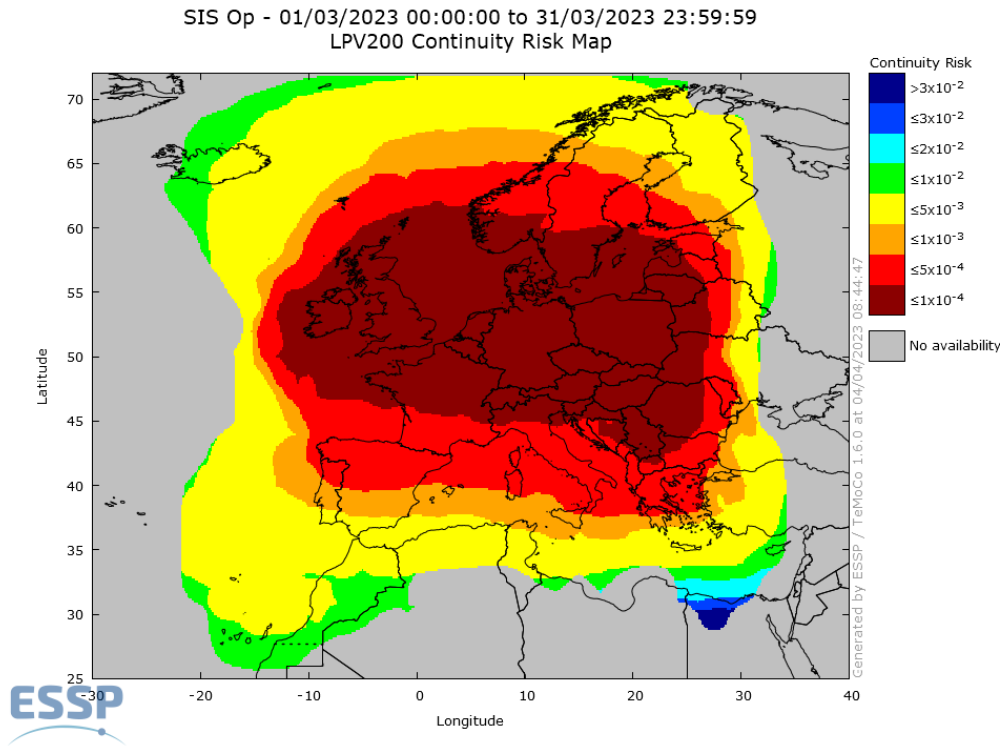 SIS Op - 01/03/2023 00:00:00 to 31/03/2023 23:59:59
LPV200 Continuity Risk Map
Continuity Risk
>3x10-2
≤3x10-2
≤2x10-2
≤1x10-2
≤5x10-3
≤1x10-3
≤5x10-4
≤1x10-4
No availability
Latitude
70
65
60
55
50
45
40
35
30
25
-30
-20
-10
0
10
20
30
40
Longitude
Generated by ESSP / TeMoCo 1.6.0 at 04/04/2023 08:44:47
ESSP